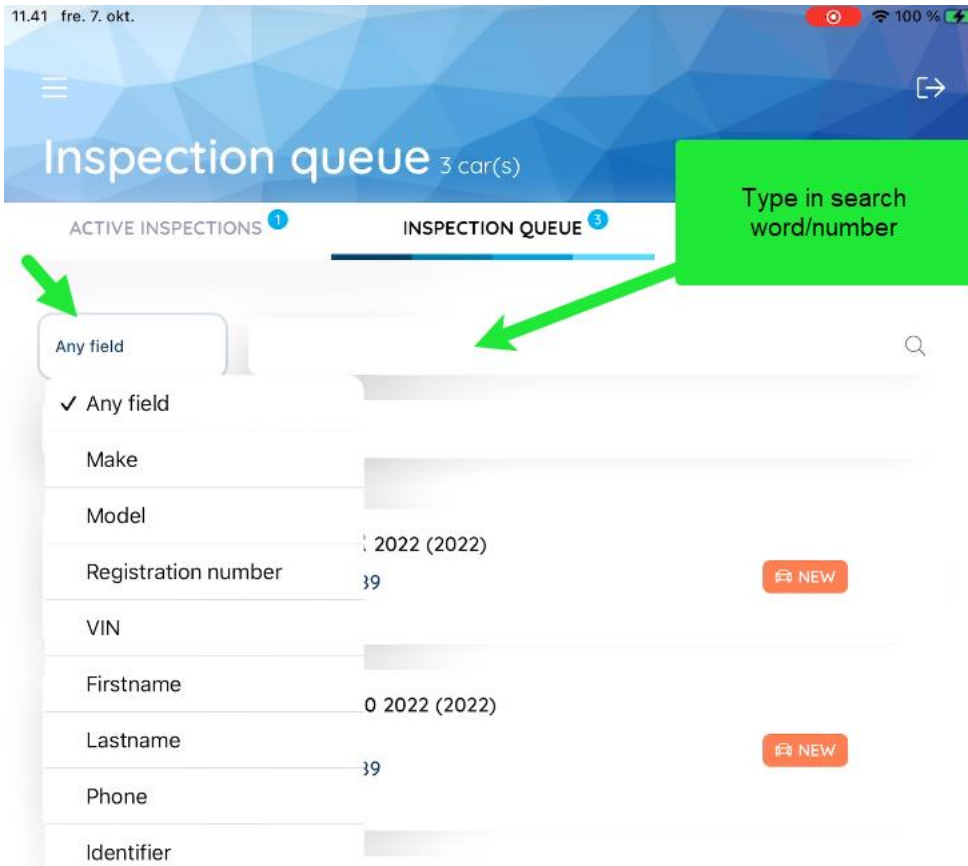 11.41 fre. 7. okt.
100 %
Inspection queue 3 car(s)
Type in search
word/number
ACTIVE INSPECTIONS 1
INSPECTION QUEUE 3
Any field
✓ Any field
Make
Model
2022 (2022)
Registration number
39
NEW
VIN
Firstname
0 2022 (2022)
Lastname
NEW
39
Phone
Identifier